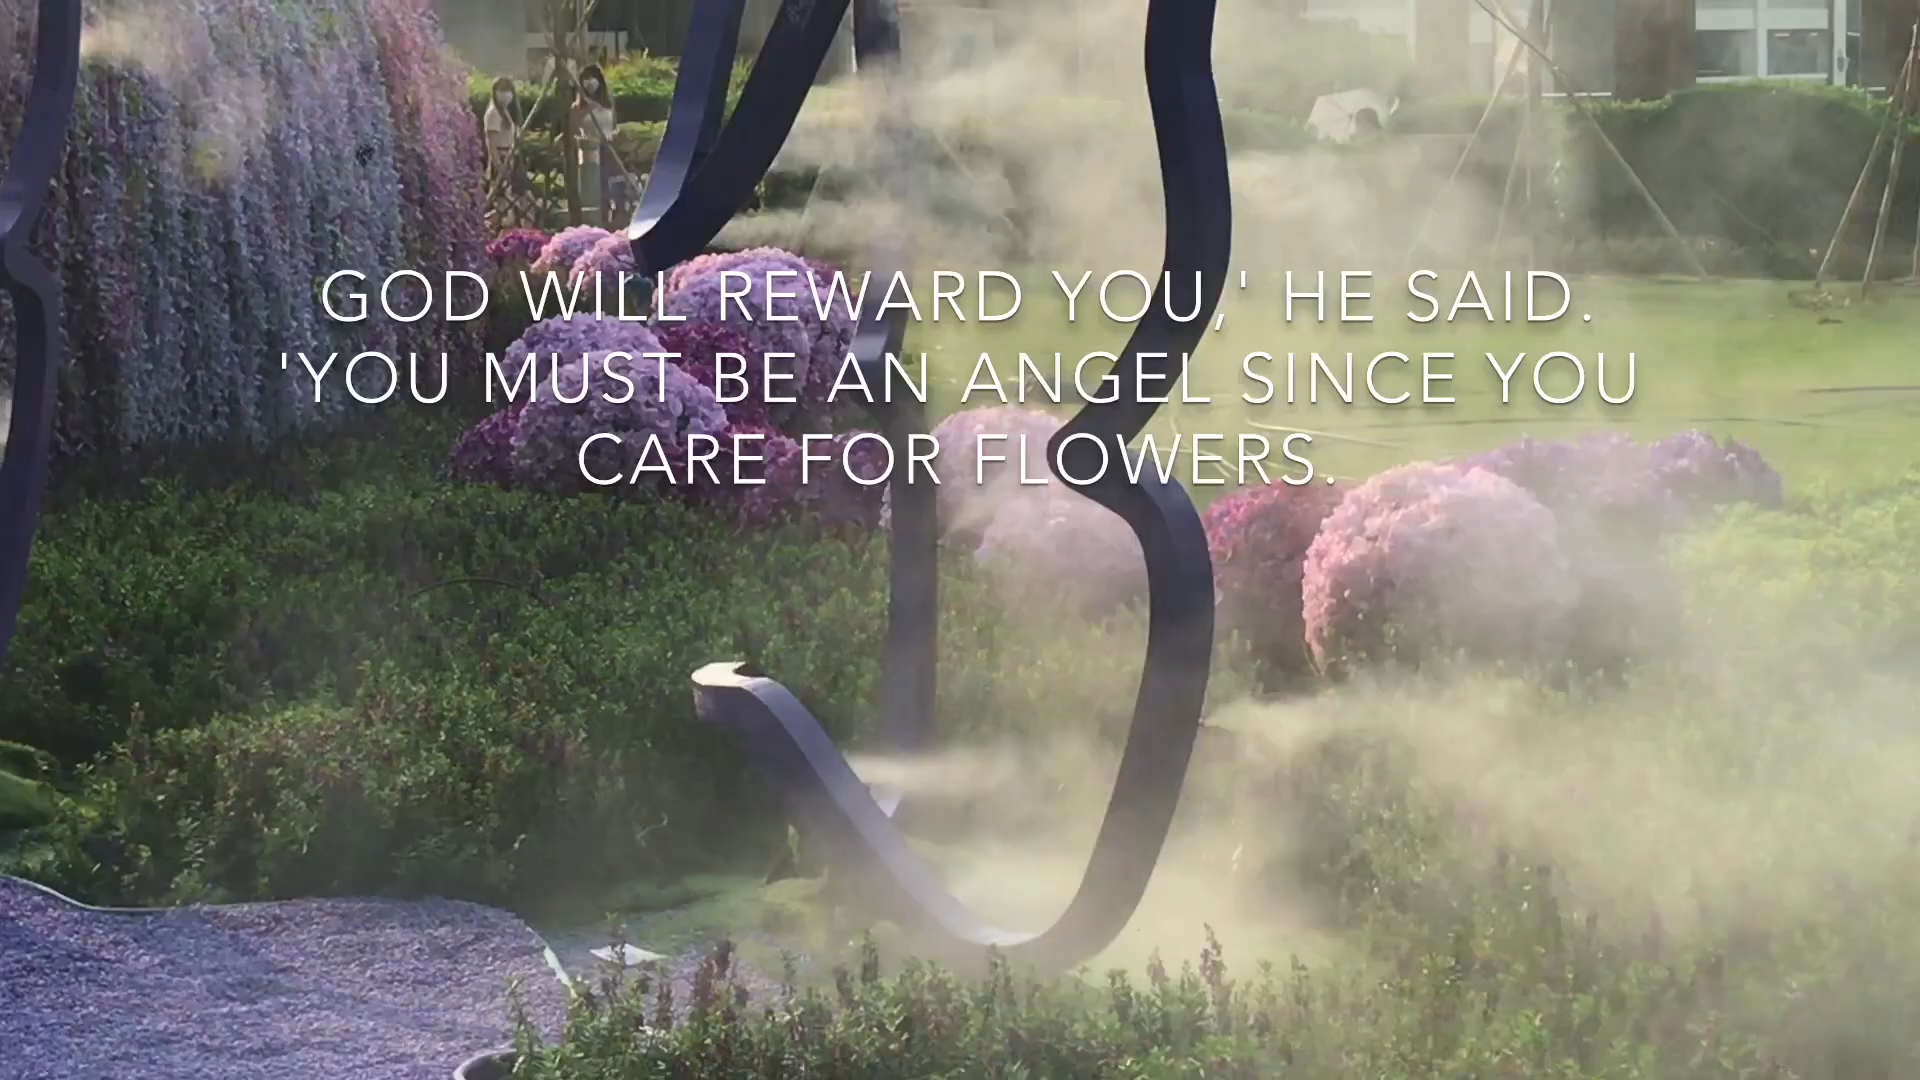 GOD WILL REWARD YOU,' HE SAID.
'YOU MUST BE AN ANGEL SINCE YOU
CARE FOR FLOWERS.